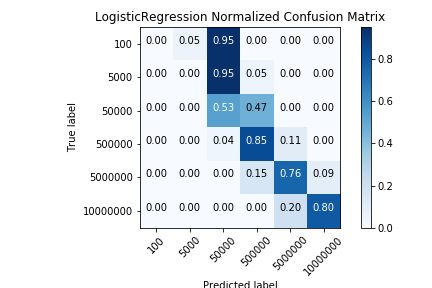 LogisticRegression Normalized Confusion Matrix
100 0.00 0.05 0.95 0.00 0.00 0.00
5000 0.00 0.00 0.95 0.05 0.00 0.00
50000 0.00 0.00 0.53 0.47 0.00 0.00
500000 0.00 0.00 0.04 0.85 0.11 0.00
5000000 0.00 0.00 0.00 0.15 0.76 0.09
10000000 0.00 0.00 0.00 0.00 0.20 0.80
True label
100 5000 50000 500000 5000000 10000000
Predicted label
0.8
0.6
0.4
0.2
0.0